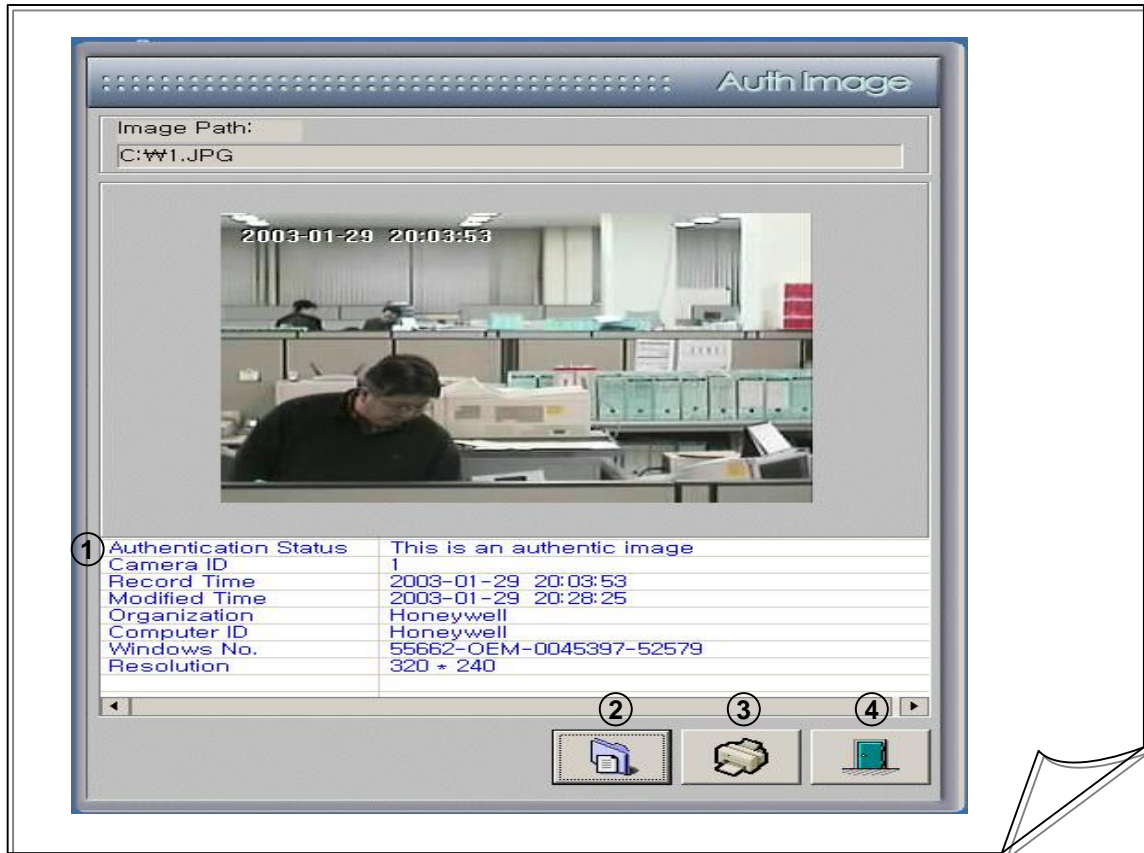 Auth Image
Image Path:
C:₩1.JPG
2003-01-29 20:03:53
① Authentication Status This is an authentic image
Camera ID 1
Record Time 2003-01-29 20:03:53
Modified Time 2003-01-29 20:28:25
Organization Honeywell
Computer ID Honeywell
Windows No. 55662-OEM-0045397-52579
Resolution 320 * 240
② ③ ④